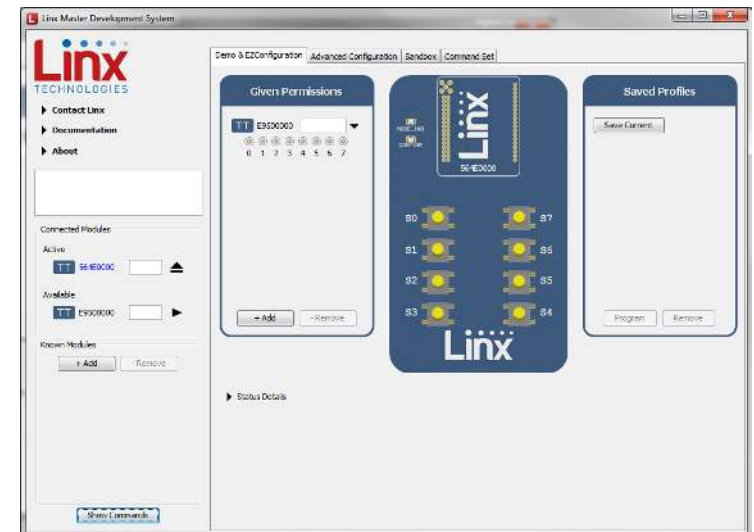 Linx Master Development System
Linx
TECHNOLOGIES
Contact Linx
Documentation
About
Connected Modules
Active
TT 564E0000
Available
TT E9500000
Known Modules
+ Add - Remove
Show Commands
Demo & EZConfiguration Advanced Configuration Sandbox Command Set
Given Permissions
TT E9500000
0 1 2 3 4 5 6 7
+ Add - Remove
Linx
MODE_IND
564E0000
S0 S7
S1 S6
S2 S5
S3 S4
Linx
Saved Profiles
Save Current
Program Remove
Status Details